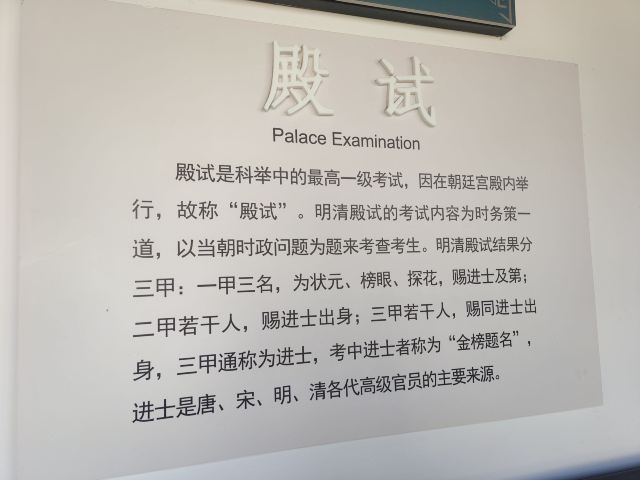 殿试
Palace Examination
殿试是科举中的最高一级考试，因在朝廷宫殿内举
行，故称“殿试”。明清殿试的考试内容为时务策一
道，以当朝时政问题为题来考查考生。明清殿试结果分
三甲：一甲三名，为状元、榜眼、探花，赐进士及第；
二甲若干人，赐进士出身；三甲若干人，赐同进士出
身，三甲通称为进士，考中进士者称为“金榜题名”，
进士是唐、宋、明、清各代高级官员的主要来源。